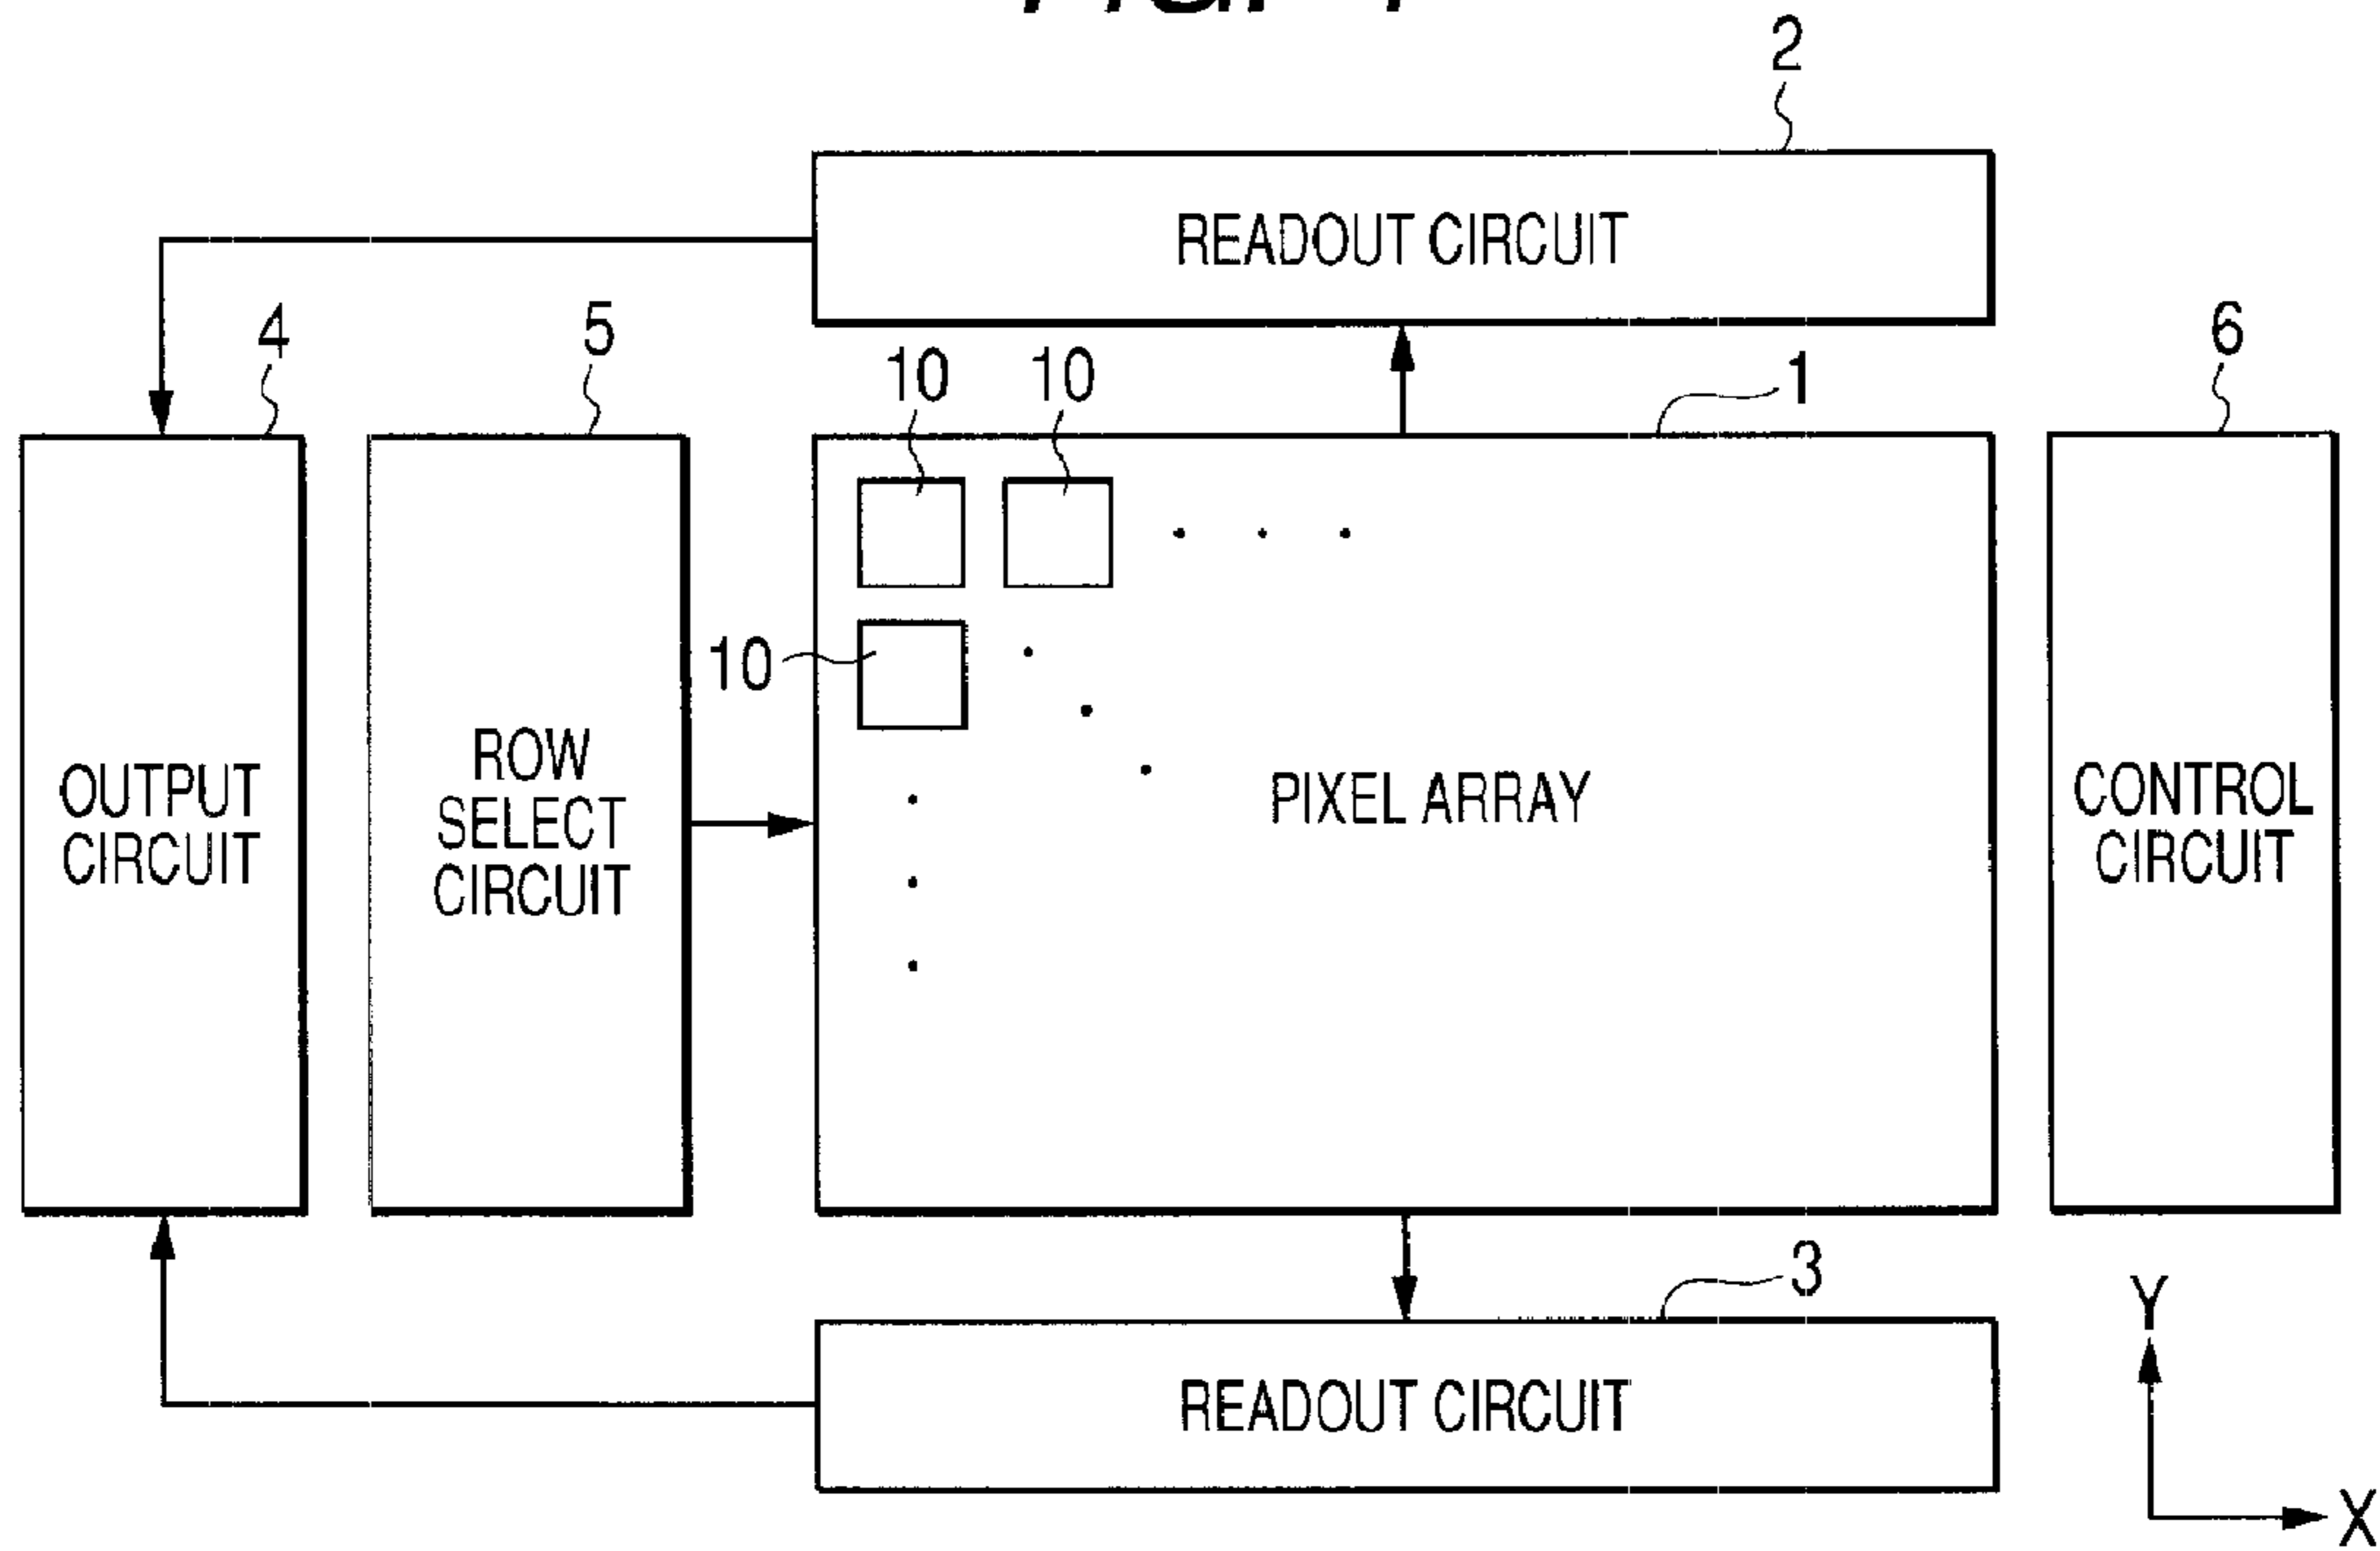 2
READOUT CIRCUIT
4
5
10
10
1
6
10
OUTPUT
CIRCUIT
ROW
SELECT
CIRCUIT
PIXEL ARRAY
CONTROL
CIRCUIT
3
READOUT CIRCUIT
Y
X